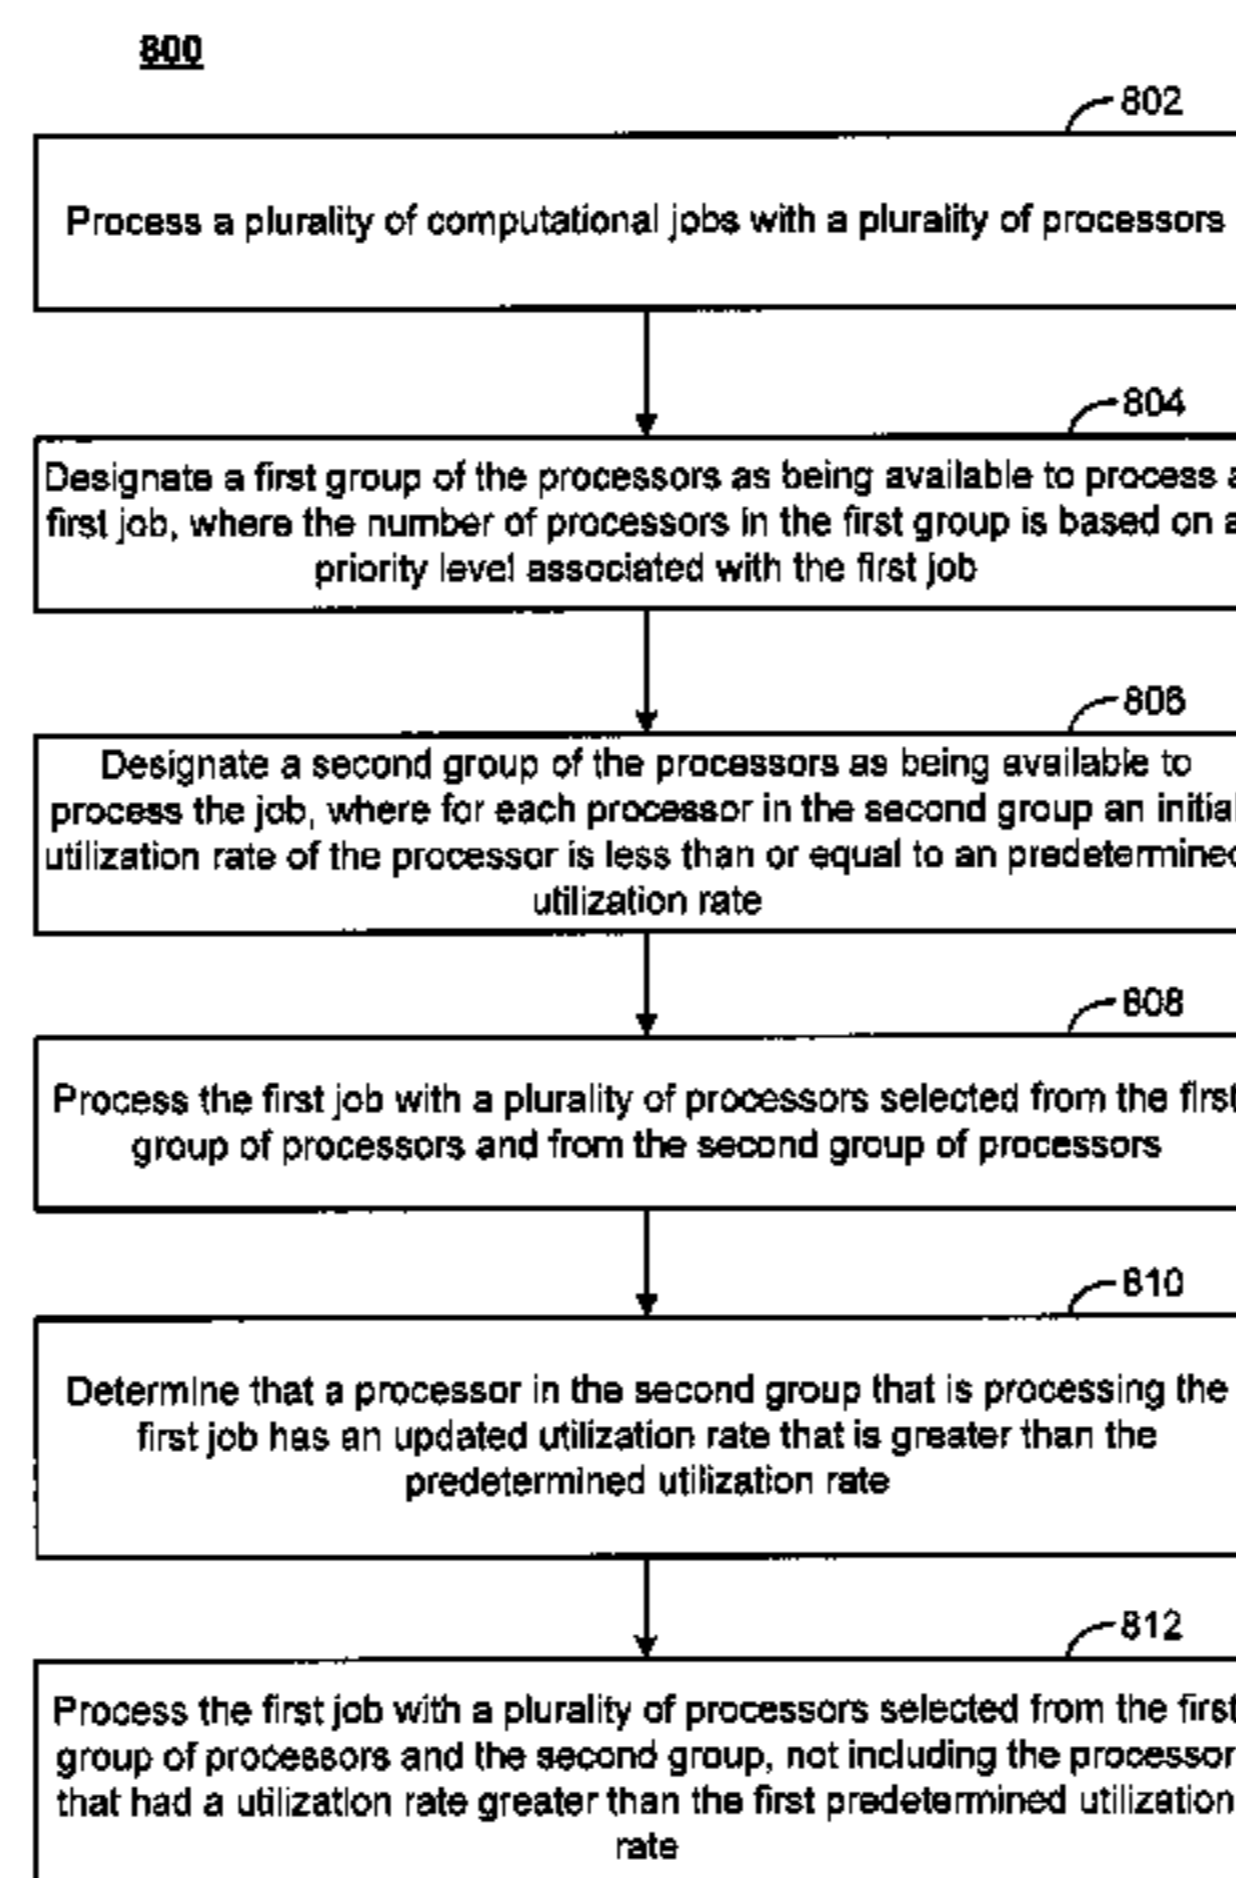 800
802
Process a plurality of computational jobs with a plurality of processors
804
Designate a first group of the processors as being available to process a
first job, where the number of processors in the first group is based on a
priority level associated with the first job
806
Designate a second group of the processors as being available to
process the job, where for each processor in the second group an initial
utilization rate of the processor is less than or equal to an predetermined
utilization rate
808
Process the first job with a plurality of processors selected from the first
group of processors and from the second group of processors
810
Determine that a processor in the second group that is processing the
first job has an updated utilization rate that is greater than the
predetermined utilization rate
812
Process the first job with a plurality of processors selected from the first
group of processors and the second group, not including the processor
that had a utilization rate greater than the first predetermined utilization
rate